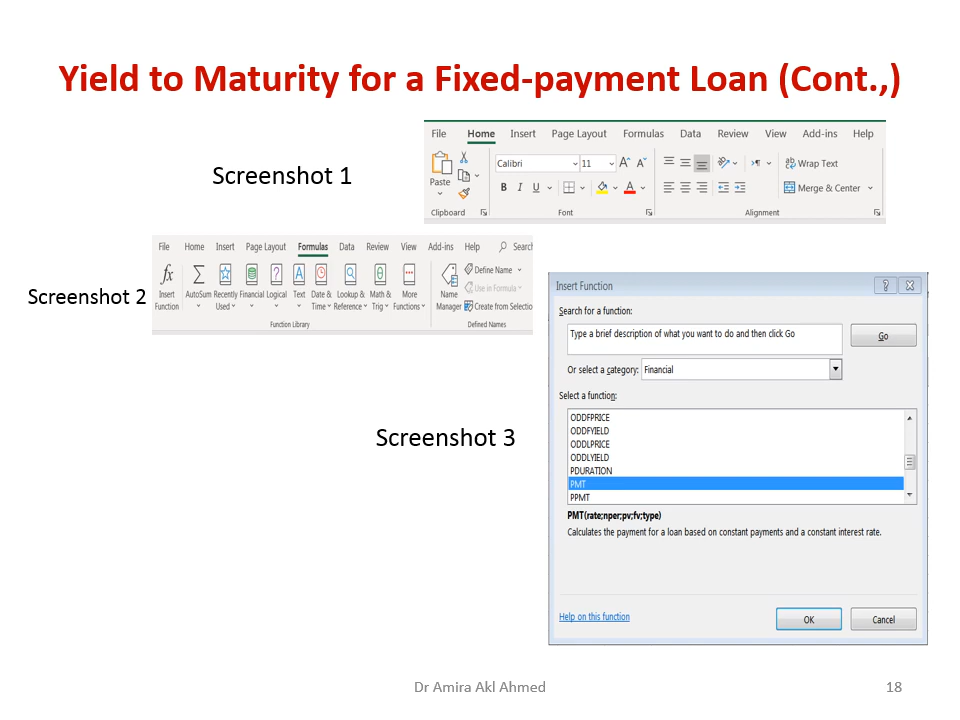 Yield to Maturity for a Fixed-payment Loan (Cont.,)
Screenshot 1
File Home Insert Page Layout Formulas Data Review View Add-ins Help
Paste
Calibri 11 A A
B I U A
Wrap Text
Merge & Center
Clipboard Font Alignment
Screenshot 2
File Home Insert Page Layout Formulas Data Review View Add-ins Help Search
fx Insert Function
AutoSum Recently Used Financial Logical Text Date & Time Lookup & Reference Math & Trig More Functions
Name Manager
Define Name
Use in Formula
Create from Selectio
Function Library Defined Names
Screenshot 3
Insert Function
?
Search for a function:
Type a brief description of what you want to do and then click Go
Go
Or select a category: Financial
Select a function:
ODDFPRICE
ODDFYIELD
ODDLPRICE
ODDLYIELD
PDURATION
PMT
PPMT
PMT(rate;nper;pv;fv;type)
Calculates the payment for a loan based on constant payments and a constant interest rate.
Help on this function
OK Cancel
Dr Amira Akl Ahmed
18